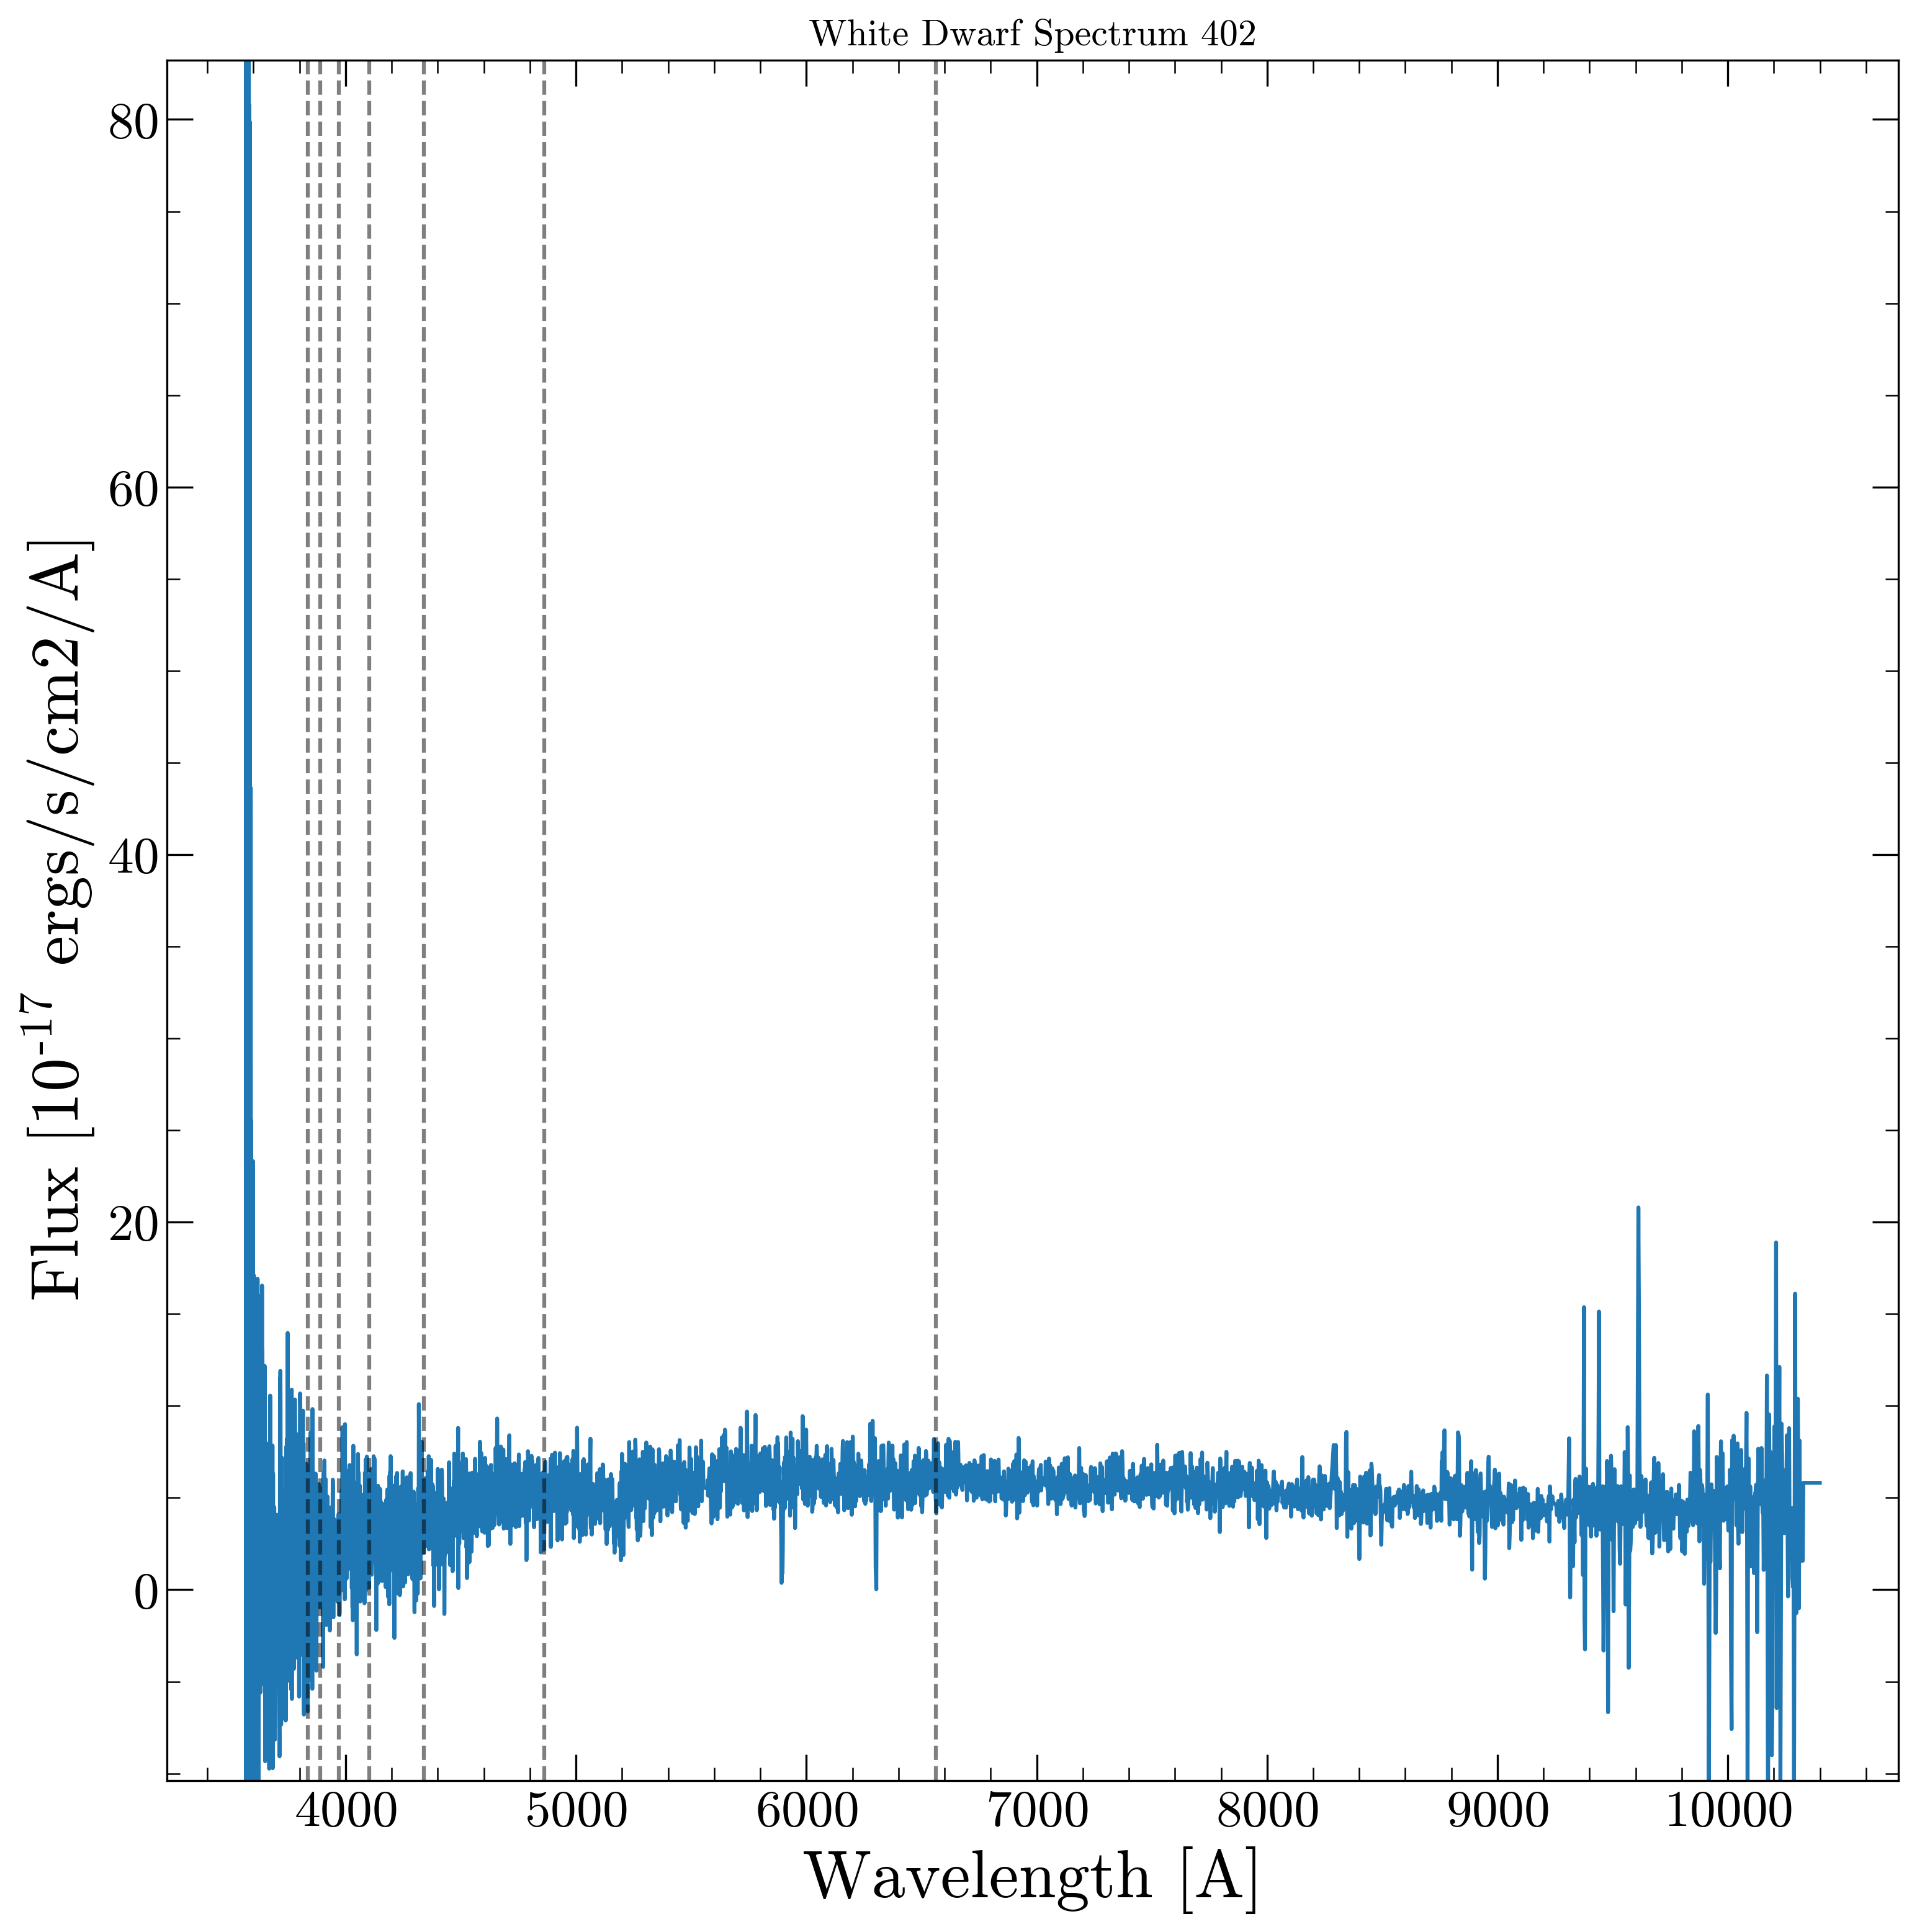 White Dwarf Spectrum 402
80
60
40
20
0
Flux [10⁻¹⁷ ergs/s/cm2/A]
4000 5000 6000 7000 8000 9000 10000
Wavelength [A]